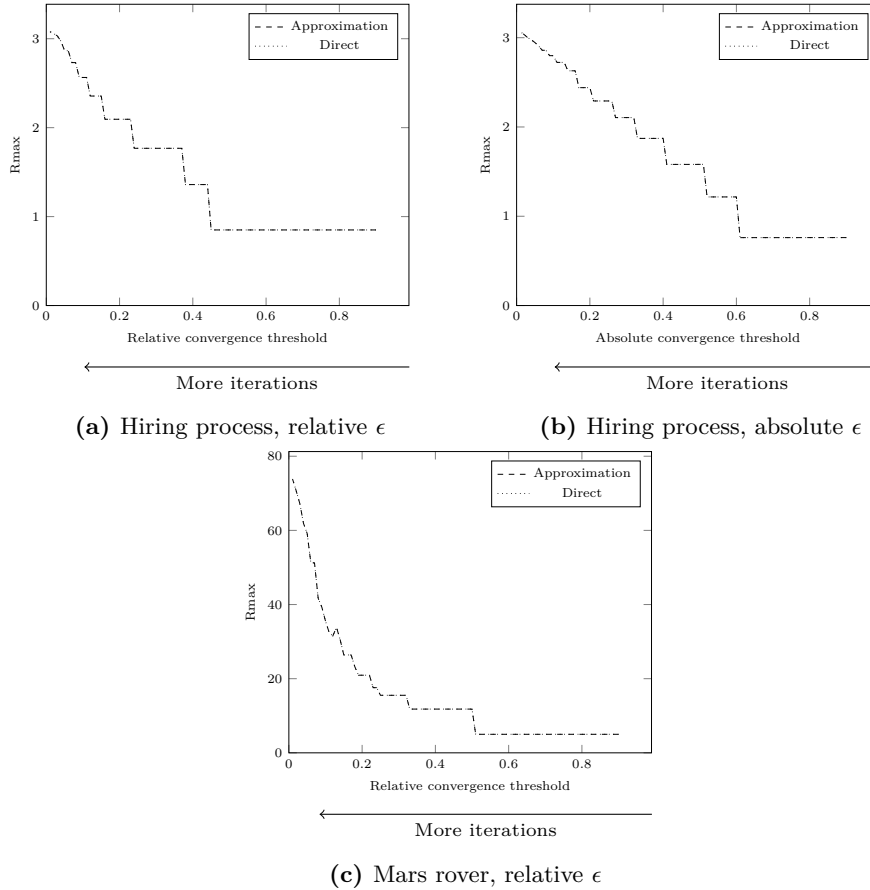 Approximation
Direct
3
2
1
0
Rmax
0 0.2 0.4 0.6 0.8
Relative convergence threshold
More iterations
(a) Hiring process, relative ϵ
Approximation
Direct
3
2
1
0
Rmax
0 0.2 0.4 0.6 0.8
Absolute convergence threshold
More iterations
(b) Hiring process, absolute ϵ
Approximation
Direct
80
60
40
20
0
Rmax
0 0.2 0.4 0.6 0.8
Relative convergence threshold
More iterations
(c) Mars rover, relative ϵ